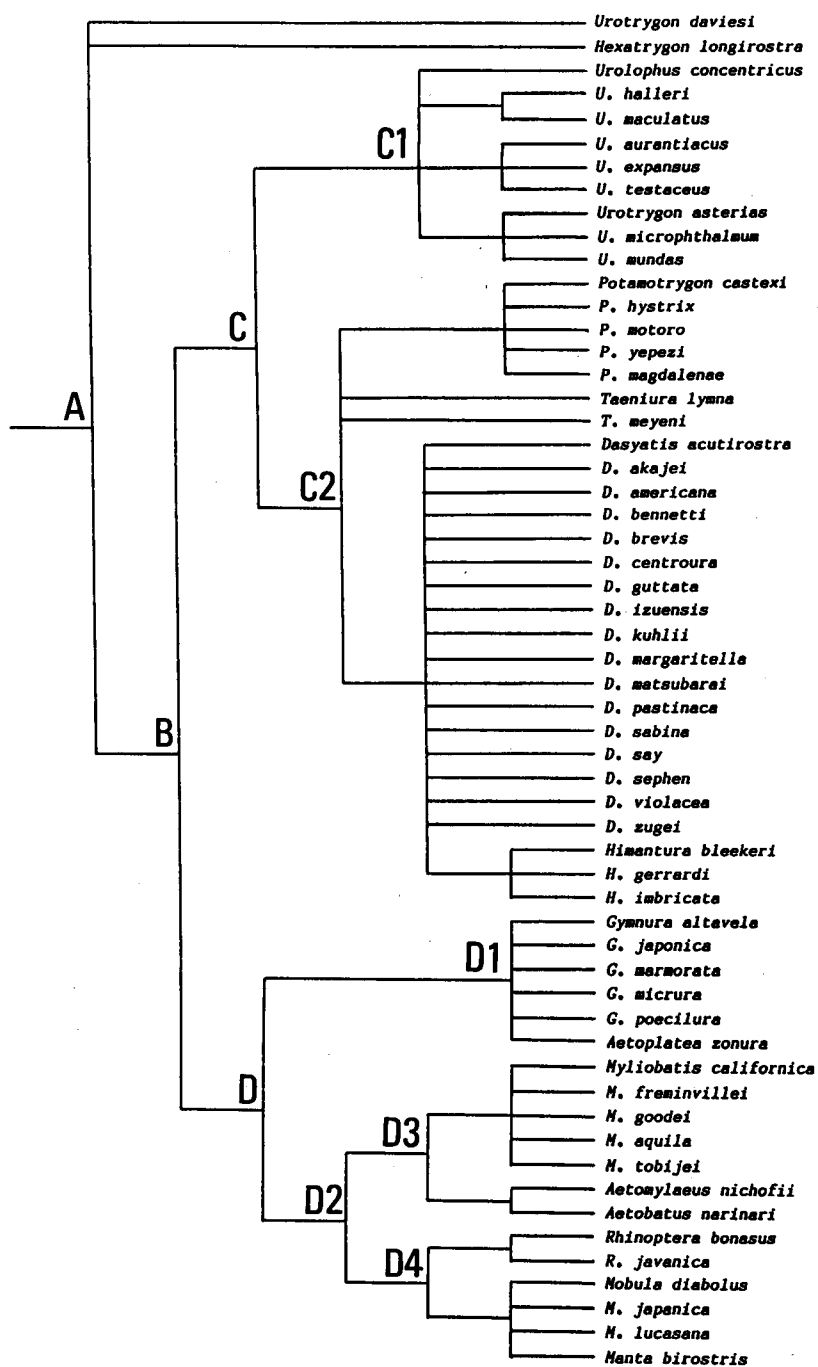 Urotrygon daviesi
Hexatrygon longirostra
Urolophus concentricus
U. halleri
U. maculatus
C1
U. aurantiacus
U. expansus
U. testaceus
Urotrygon asterias
U. microphthalmum
U. mundas
Potamotrygon castexi
P. hystrix
C
P. motoro
P. yepezi
P. magdalenae
A
Taeniura lymna
T. meyeni
Dasyatis acutirostra
D. akajei
C2
D. americana
D. bennetti
D. brevis
D. centroura
D. guttata
D. izuensis
D. kuhlii
D. margaritella
D. matsubarai
D. pastinaca
B
D. sabina
D. say
D. sephen
D. violacea
D. zugei
Himantura bleekeri
H. gerrardi
H. imbricata
Gymnura altavela
G. japonica
D1
G. marmorata
G. micrura
G. poecilura
Aetoplatea zonura
Myliobatis californica
D
M. freminvillei
M. goodei
D3
M. aquila
M. tobijei
Aetomylaeus nichofii
D2
Aetobatus narinari
Rhinoptera bonasus
R. javanica
D4
Mobula diabolus
M. japanica
M. lucasana
Manta birostris